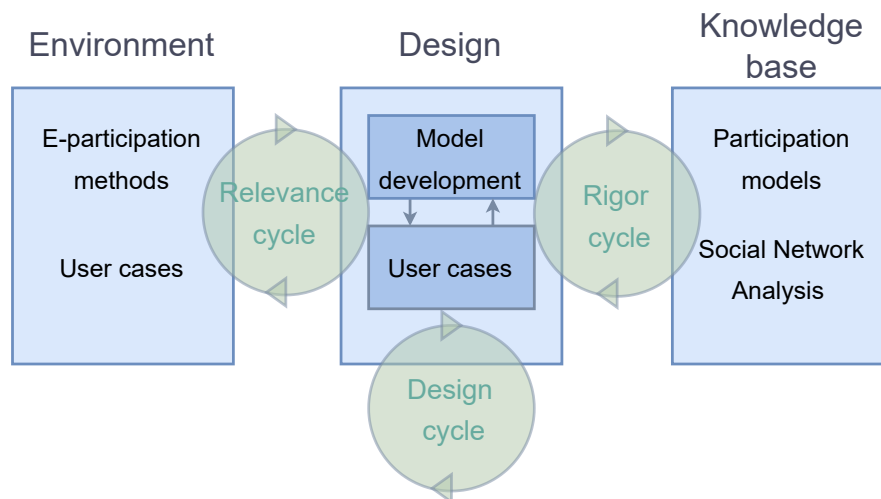 Environment
Design
Knowledge
base
E-participation
methods
User cases
Relevance
cycle
Model
development
User cases
Design
cycle
Rigor
cycle
Participation
models
Social Network
Analysis